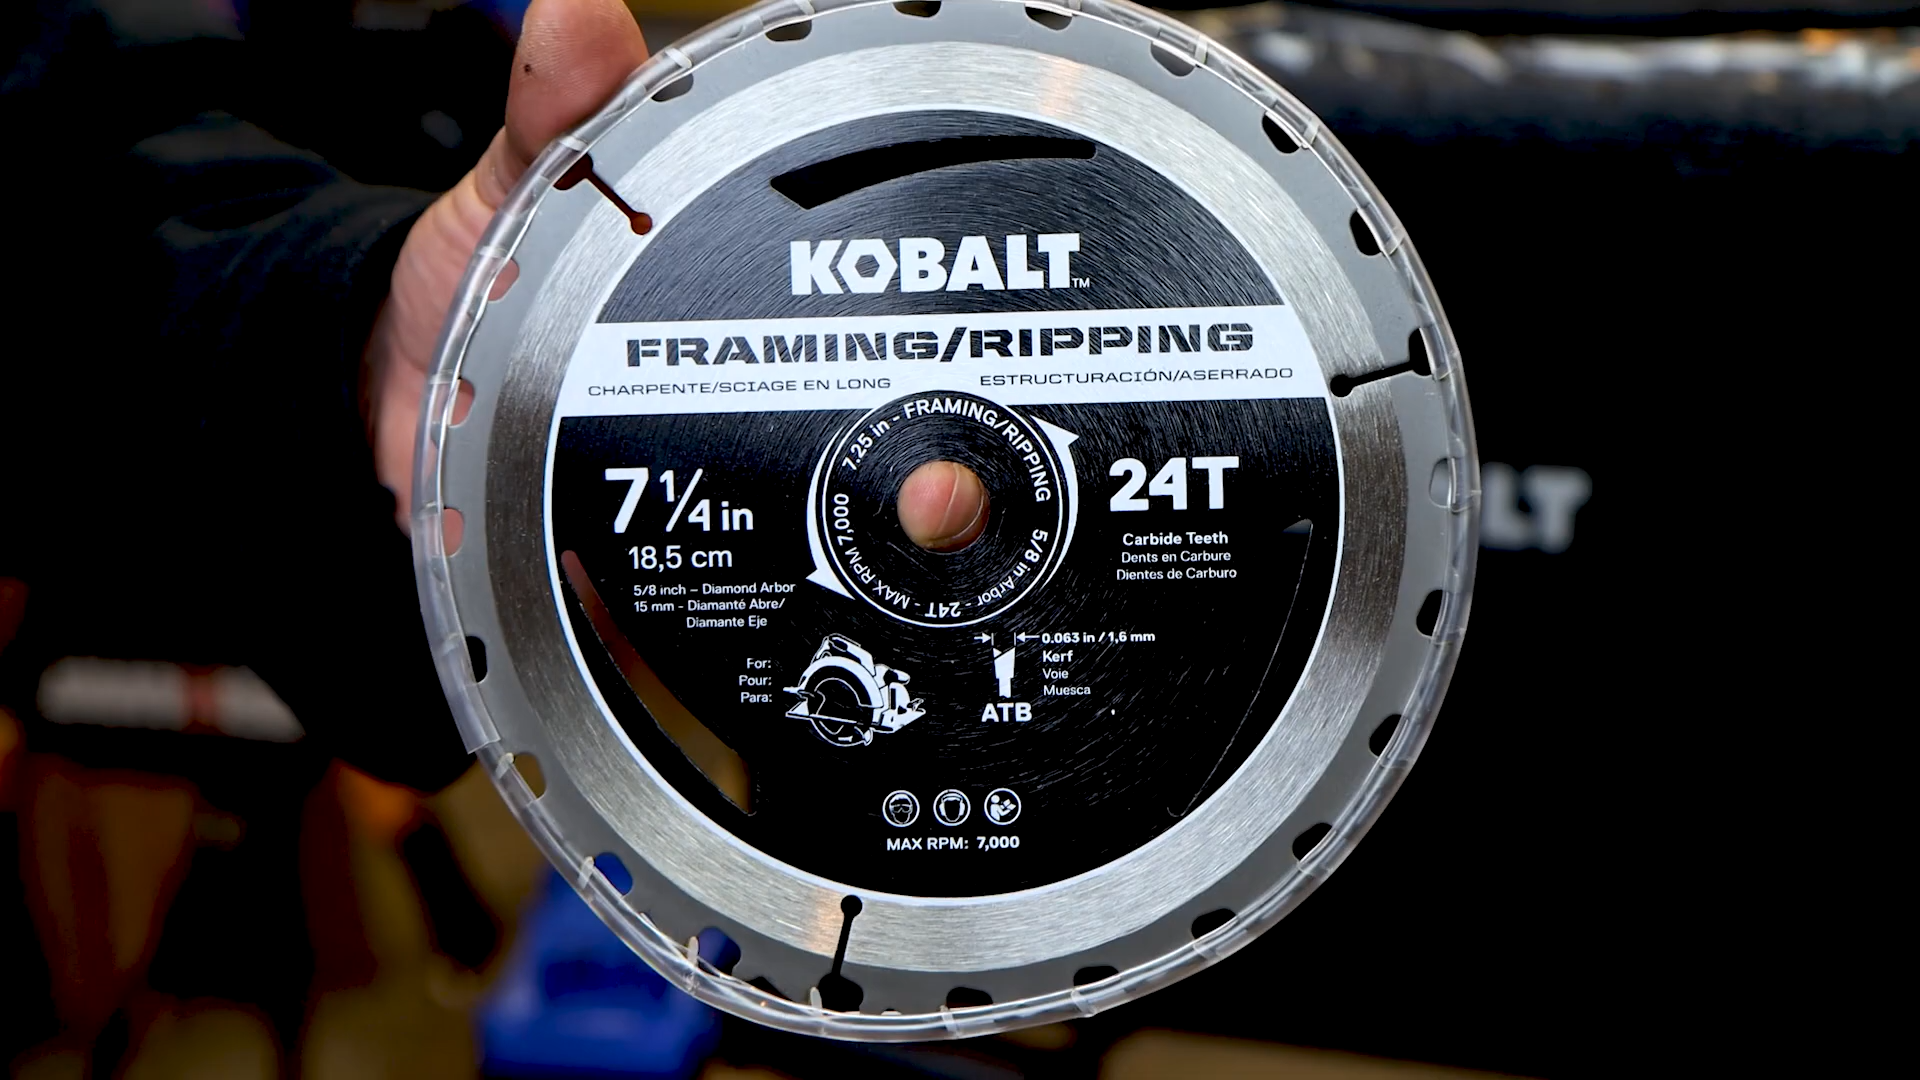 KOBALT™
FRAMING/RIPPING
CHARPENTE/SCIAGE EN LONG
ESTRUCTURACIÓN/ASERRADO
7.25 in - FRAMING/RIPPING
5/8 in Arbor - 24T - MAX RPM 7,000
7 1/4 in
18,5 cm
5/8 inch – Diamond Arbor
15 mm - Diamanté Abre/
Diamante Eje
24T
Carbide Teeth
Dents en Carbure
Dientes de Carburo
For:
Pour:
Para:
0.063 in / 1,6 mm
Kerf
Voie
Muesca
ATB
MAX RPM: 7,000
LT